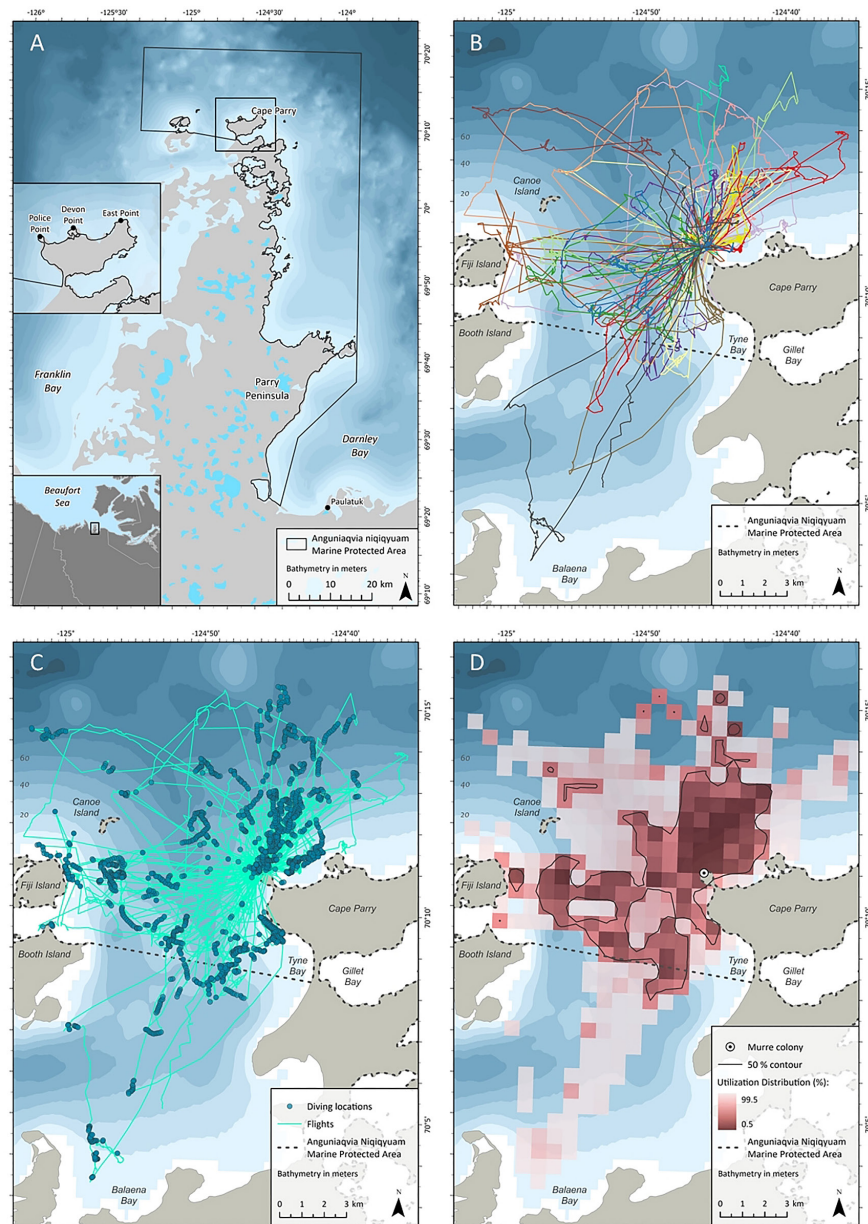 -126°
-125°30'
-124°30'
-124°
A
70°20'
70°10'
70°
69°50'
69°40'
69°30'
69°20'
69°10'
Cape Parry
Police
Point
Devon
Point
East Point
Franklin
Bay
Parry
Peninsula
Darnley
Bay
Paulatuk
Beaufort
Sea
Anguniaqvia niqiqyuam
Marine Protected Area
Bathymetry in meters
0 10 20 km
N
-125°
-124°50'
-124°40'
B
70°15'
70°10'
60
40
20
Canoe
Island
Fiji Island
Booth Island
Cape Parry
Tyne
Bay
Gillet
Bay
Balaena
Bay
Anguniaqvia Niqiqyuam
Marine Protected Area
Bathymetry in meters
0 1 2 3 km
N
-125°
-124°50'
-124°40'
C
70°15'
70°10'
70°5'
60
40
20
Canoe
Island
Fiji Island
Booth Island
Cape Parry
Tyne
Bay
Gillet
Bay
Balaena
Bay
Diving locations
Flights
Anguniaqvia Niqiqyuam
Marine Protected Area
Bathymetry in meters
0 1 2 3 km
N
-125°
-124°50'
-124°40'
D
70°15'
70°10'
60
40
20
Canoe
Island
Fiji Island
Booth Island
Cape Parry
Tyne
Bay
Gillet
Bay
Balaena
Bay
Murre colony
50 % contour
Utilization Distribution (%):
99.5
0.5
Anguniaqvia Niqiqyuam
Marine Protected Area
Bathymetry in meters
0 1 2 3 km
N